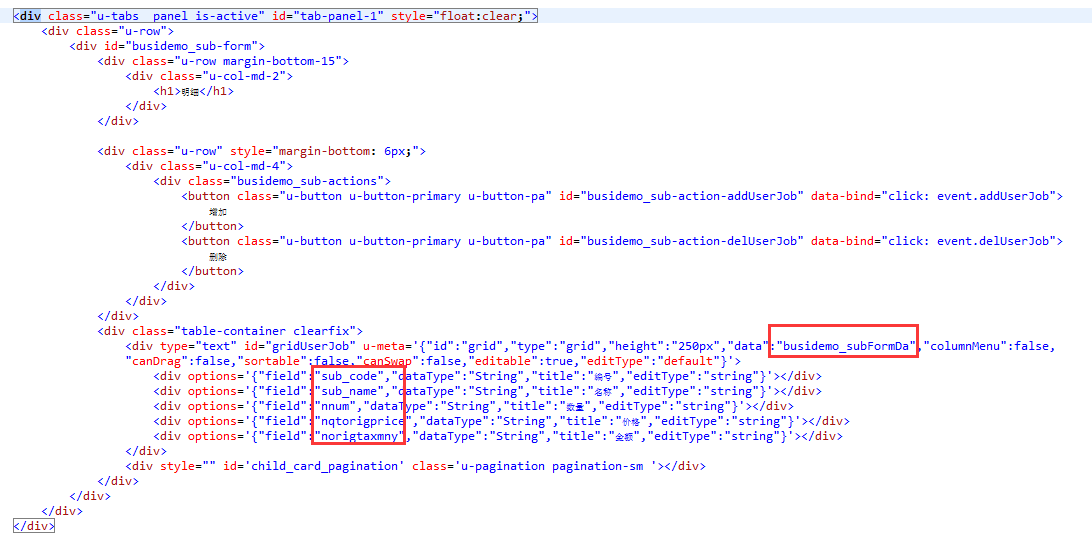 <div class="u-tabs  panel is-active" id="tab-panel-1" style="float:clear;">
<div class="u-row">
<div id="busidemo_sub-form">
<div class="u-row margin-bottom-15">
<div class="u-col-md-2">
<h1>明细</h1>
</div>
</div>
<div class="u-row" style="margin-bottom: 6px;">
<div class="u-col-md-4">
<div class="busidemo_sub-actions">
<button class="u-button u-button-primary u-button-pa" id="busidemo_sub-action-addUserJob" data-bind="click: event.addUserJob">
增加
</button>
<button class="u-button u-button-primary u-button-pa" id="busidemo_sub-action-delUserJob" data-bind="click: event.delUserJob">
删除
</button>
</div>
</div>
</div>
<div class="table-container clearfix">
<div type="text" id="gridUserJob" u-meta='{"id":"grid","type":"grid","height":"250px","data":"busidemo_subFormDa","columnMenu":false,
"canDrag":false,"sortable":false,"canSwap":false,"editable":true,"editType":"default"}'>
<div options='{"field":"sub_code","dataType":"String","title":"编号","editType":"string"}'></div>
<div options='{"field":"sub_name","dataType":"String","title":"名称","editType":"string"}'></div>
<div options='{"field":"nnum","dataType":"String","title":"数量","editType":"string"}'></div>
<div options='{"field":"nqtorigprice","dataType":"String","title":"价格","editType":"string"}'></div>
<div options='{"field":"norigtaxmny","dataType":"String","title":"金额","editType":"string"}'></div>
</div>
<div style="" id='child_card_pagination' class='u-pagination pagination-sm '></div>
</div>
</div>
</div>
</div>